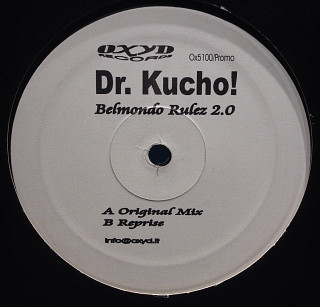 OXYD
RECORDS
Ox5100/Promo
Dr. Kucho!
Belmondo Rulez 2.0
A Original Mix
B Reprise
info@oxyd.it